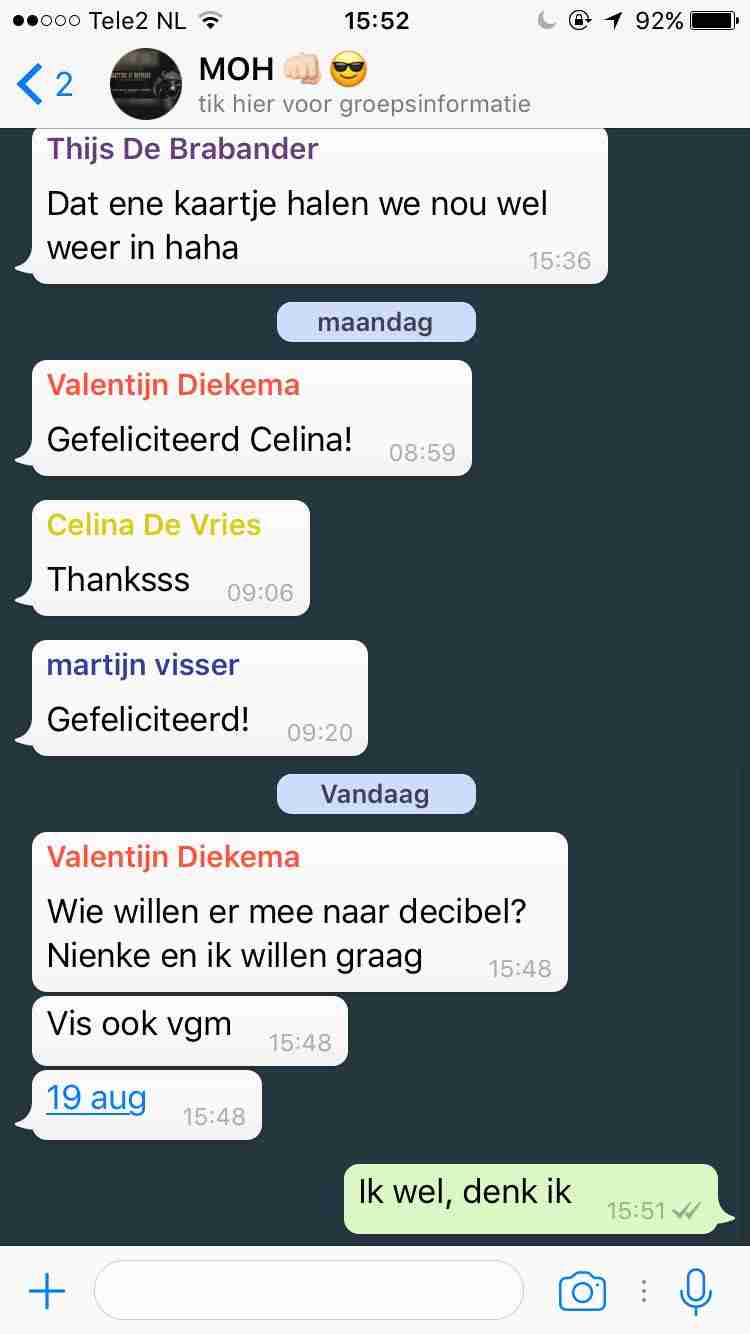 Tele2 NL 15:52 92%
2 MOH 👊🏻😎
tik hier voor groepsinformatie
Thijs De Brabander
Dat ene kaartje halen we nou wel
weer in haha 15:36
maandag
Valentijn Diekema
Gefeliciteerd Celina! 08:59
Celina De Vries
Thanksss 09:06
martijn visser
Gefeliciteerd! 09:20
Vandaag
Valentijn Diekema
Wie willen er mee naar decibel?
Nienke en ik willen graag 15:48
Vis ook vgm 15:48
19 aug 15:48
Ik wel, denk ik 15:51